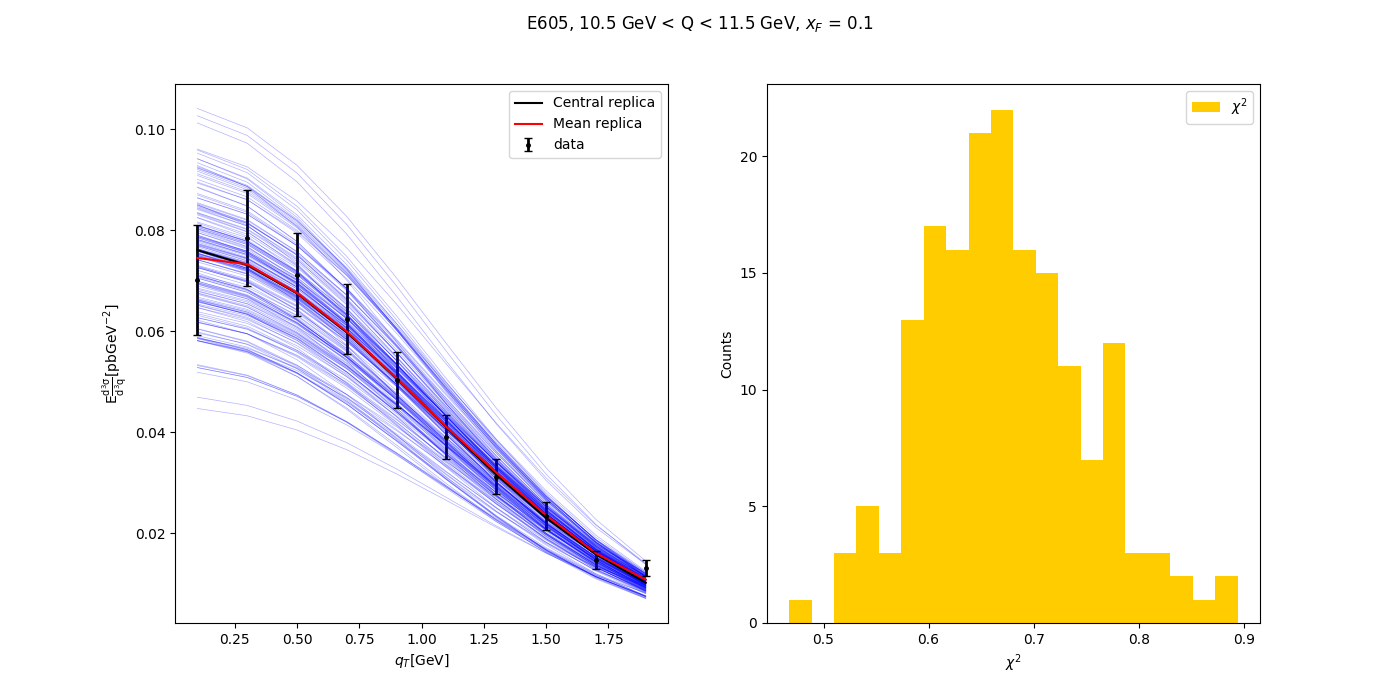 E605, 10.5 GeV < Q < 11.5 GeV, x_F = 0.1
Central replica
Mean replica
data
0.10
0.08
0.06
0.04
0.02
E d³σ/d³q [pbGeV⁻²]
0.25 0.50 0.75 1.00 1.25 1.50 1.75
q_T[GeV]
χ²
20
15
10
5
0
Counts
0.5 0.6 0.7 0.8 0.9
χ²